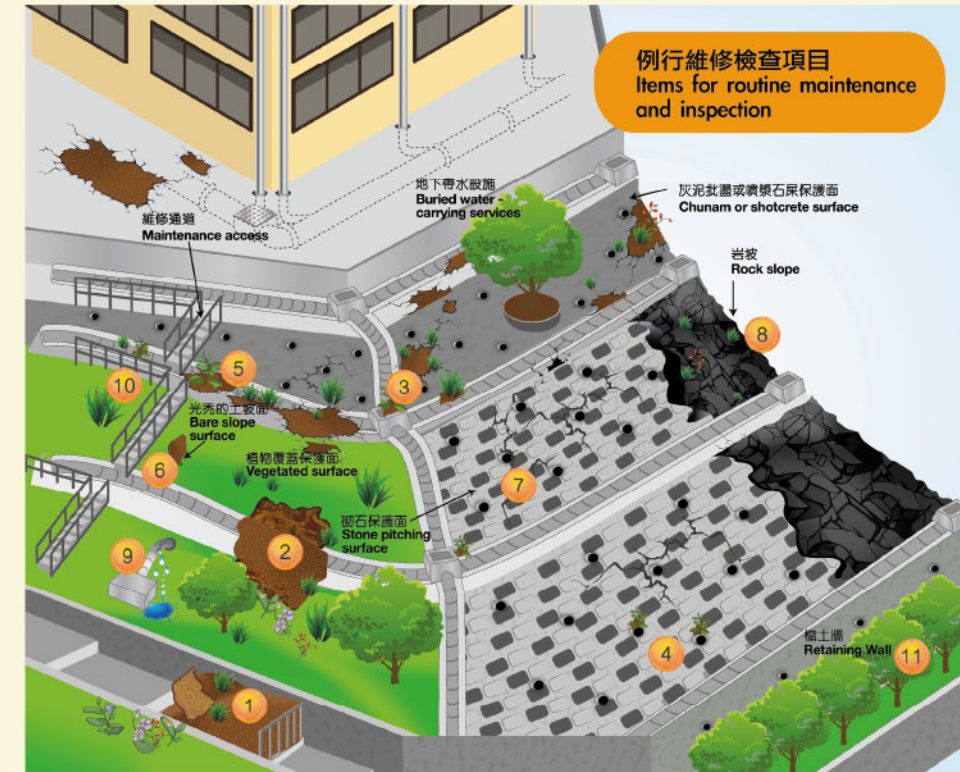 例行維修檢查項目
Items for routine maintenance
and inspection
地下帶水設施
Buried water -
carrying services
灰泥批盪或噴漿石屎保護面
Chunam or shotcrete surface
維修通道
Maintenance access
岩坡
Rock slope
8
5
3
10
光禿的土坡面
Bare slope
surface
6
植物覆蓋保護面
Vegetated surface
7
砌石保護面
Stone pitching
surface
9
2
擋土牆
Retaining Wall
11
4
1